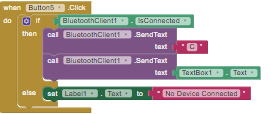 when Button5 .Click
do if BluetoothClient1 . IsConnected
then call BluetoothClient1 .SendText
text " C "
call BluetoothClient1 .SendText
text TextBox1 . Text
else set Label1 . Text to " No Device Connected "